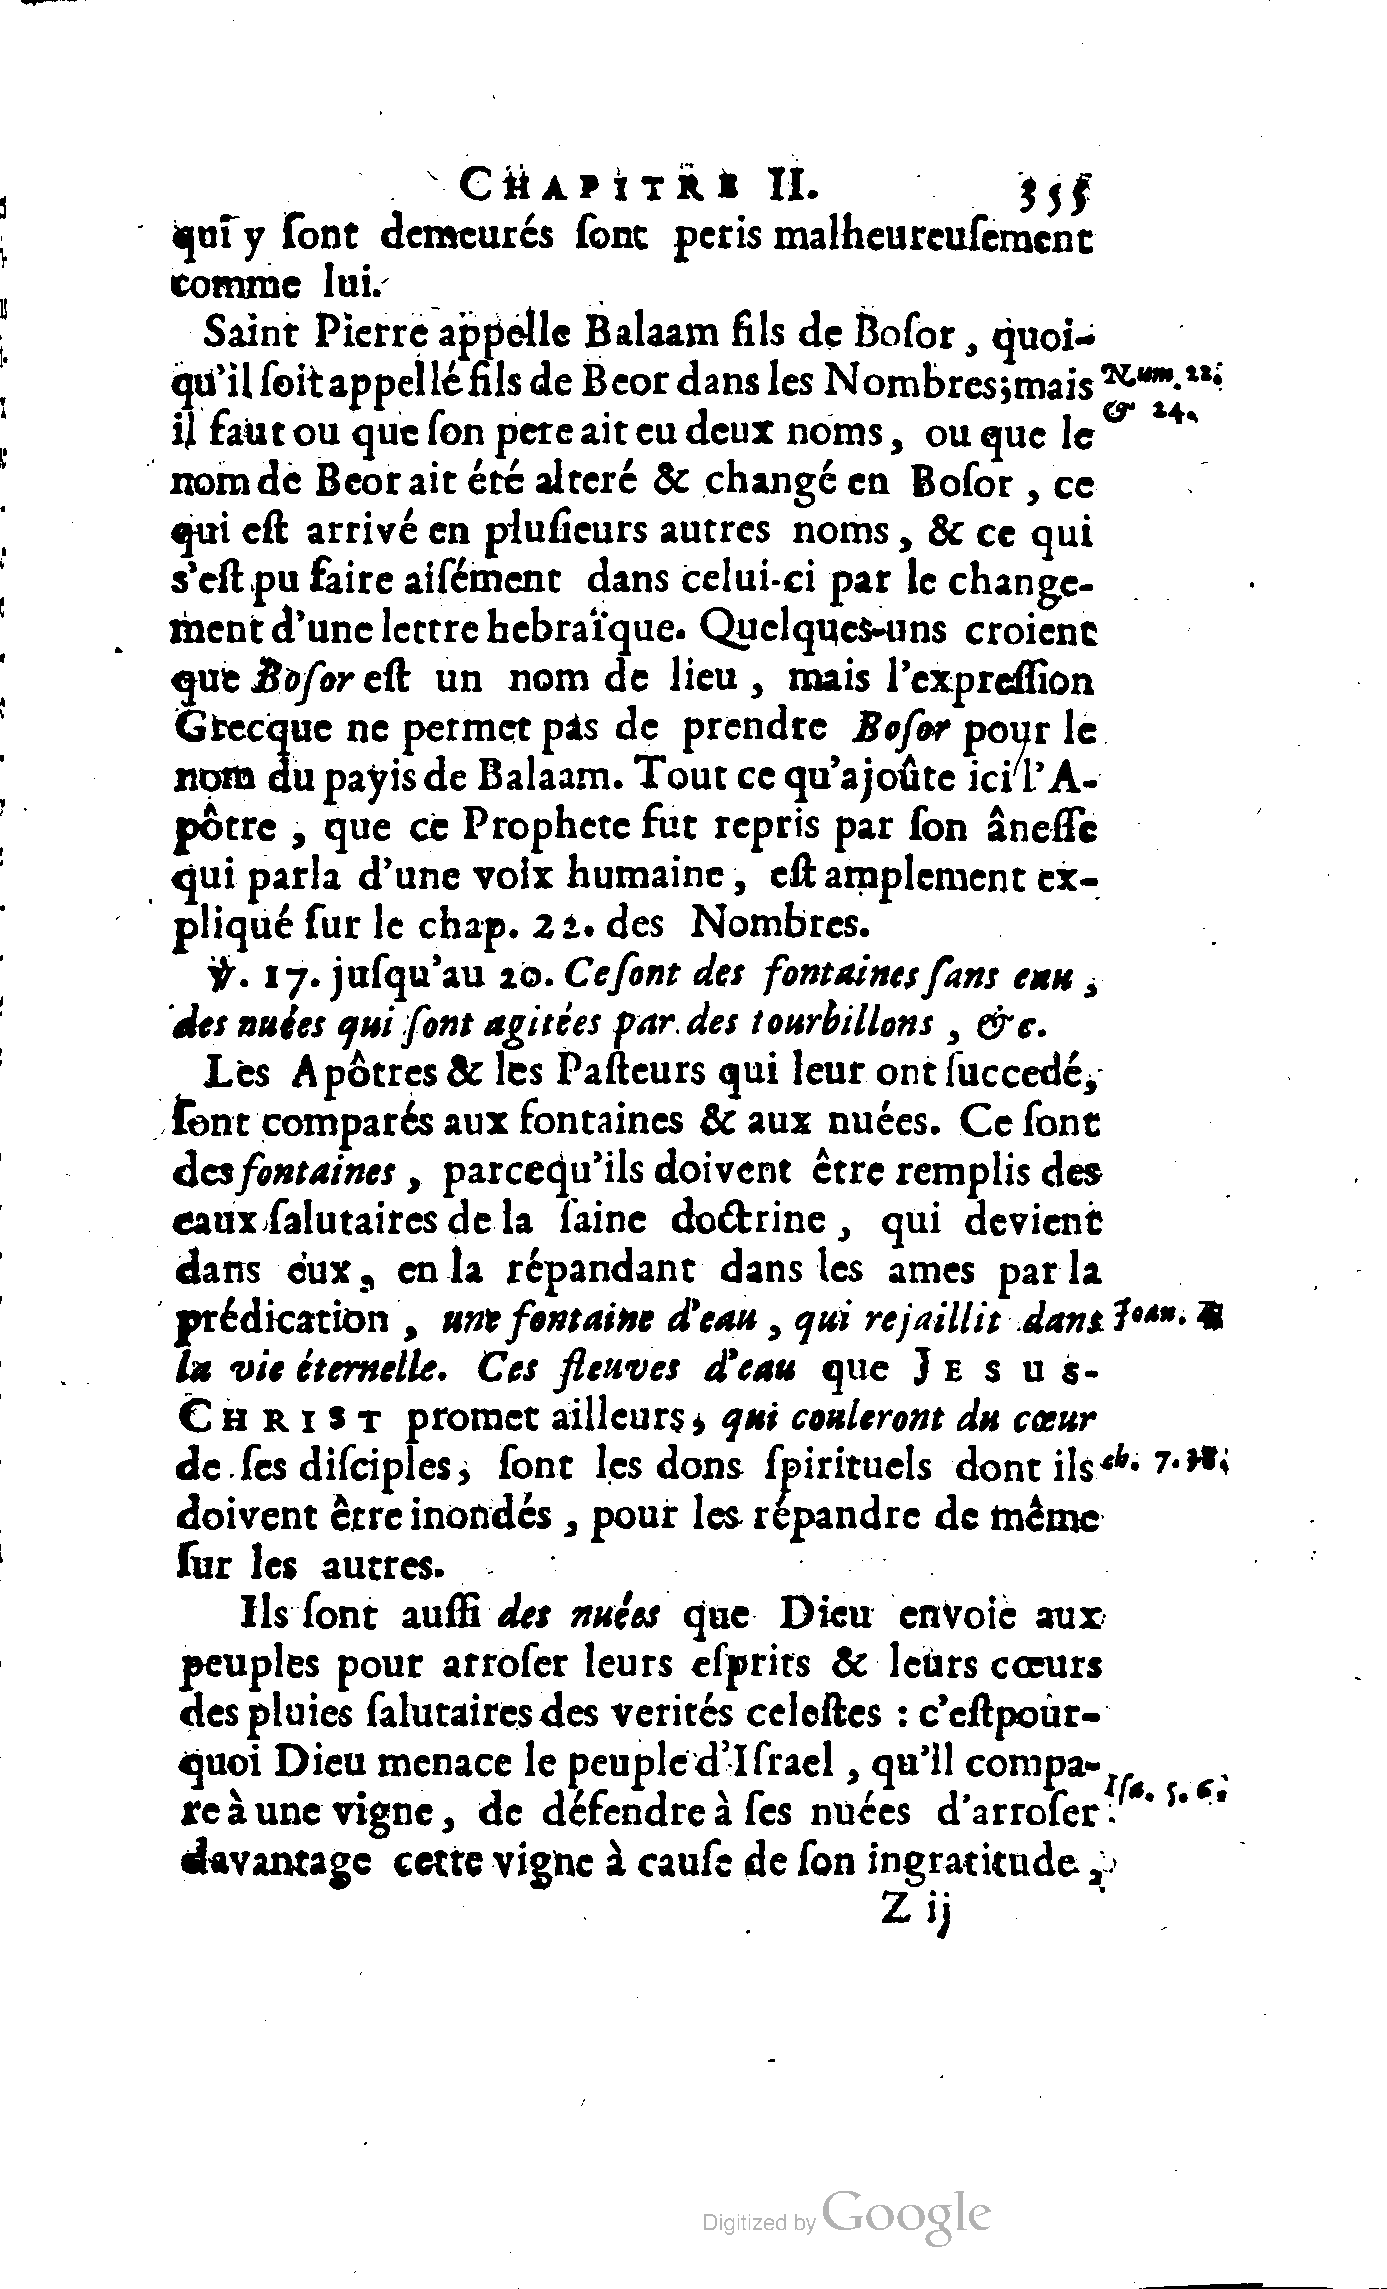 CHAPITRE II. 355
qui y ſont demeurés ſont peris malheureuſement
comme lui.
Saint Pierre appelle Balaam fils de Boſor, quoi-
qu'il ſoit appellé fils de Beor dans les Nombres; mais
Num. 22.
& 24.
il faut ou que ſon pere ait eu deux noms, ou que le
nom de Beor ait été alteré & changé en Boſor, ce
qui eſt arrivé en pluſieurs autres noms, & ce qui
s'eſt pu faire aiſément dans celui-ci par le change-
ment d'une lettre hebraïque. Quelques-uns croient
que Boſor eſt un nom de lieu, mais l'expreſſion
Grecque ne permet pas de prendre Boſor pour le
nom du payis de Balaam. Tout ce qu'ajoûte ici l'A-
pôtre, que ce Prophete fut repris par ſon âneſſe
qui parla d'une voix humaine, eſt amplement ex-
pliqué ſur le chap. 22. des Nombres.
℣. 17. juſqu'au 20. Ce ſont des fontaines ſans eau,
des nuées qui ſont agitées par des tourbillons, &c.
Les Apôtres & les Paſteurs qui leur ont ſuccedé,
ſont comparés aux fontaines & aux nuées. Ce ſont
des fontaines, parcequ'ils doivent être remplis des
eaux ſalutaires de la ſaine doctrine, qui devient
dans eux, en la répandant dans les ames par la
prédication, une fontaine d'eau, qui rejaillit dans
Joan.
la vie éternelle. Ces fleuves d'eau que JESUS-
CHRIST promet ailleurs, qui couleront du cœur
de ſes diſciples, ſont les dons ſpirituels dont ils
ch. 7.
doivent être inondés, pour les répandre de même
ſur les autres.
Ils ſont auſſi des nuées que Dieu envoie aux
peuples pour arroſer leurs eſprits & leurs cœurs
des pluies ſalutaires des verités celeſtes : c'eſtpour-
quoi Dieu menace le peuple d'Iſrael, qu'il compa-
re à une vigne, de défendre à ſes nuées d'arroſer
Iſa. 5. 6.
davantage cette vigne à cauſe de ſon ingratitude,
Z ij
Digitized by Google